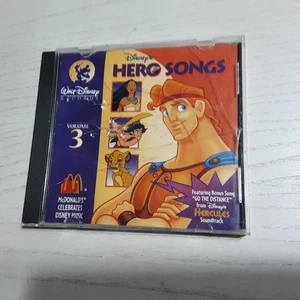 Disney's
HERO SONGS
WALT DISNEY
RECORDS
VOLUME
3
McDONALD'S
CELEBRATES
DISNEY MUSIC
Featuring Bonus Song
"GO THE DISTANCE"
from Disney's
HERCULES
Soundtrack